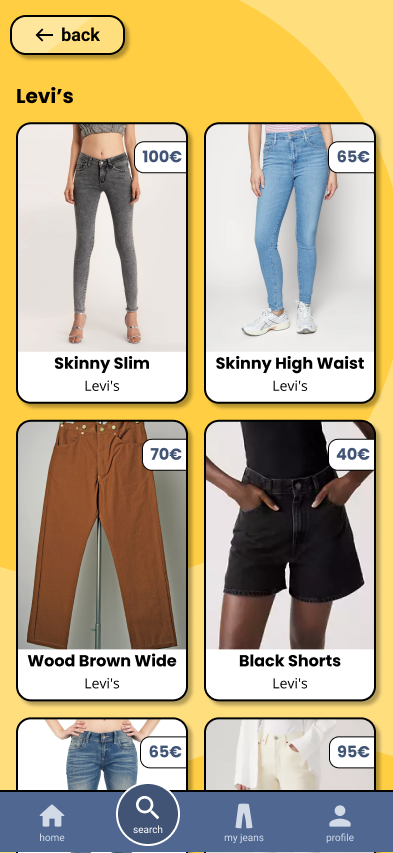 back
Levi’s
100€
65€
Skinny Slim
Levi's
Skinny High Waist
Levi's
70€
40€
Wood Brown Wide
Levi's
Black Shorts
Levi's
65€
95€
home
search
my jeans
profile